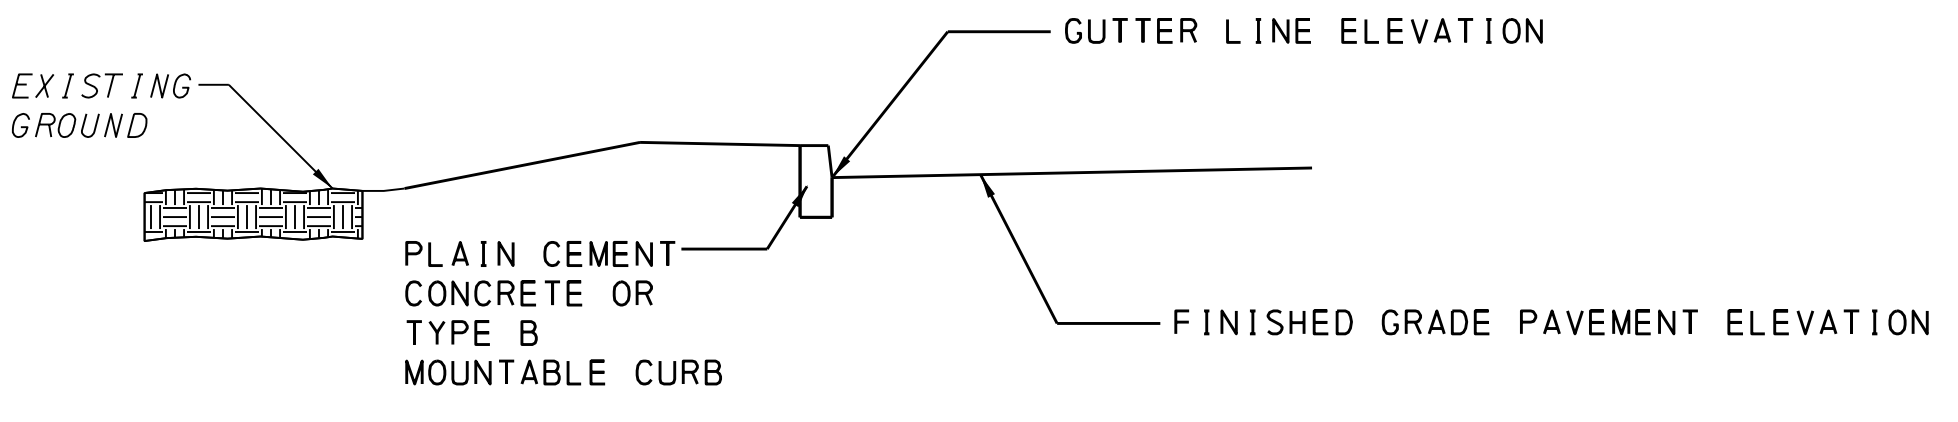 GUTTER LINE ELEVATION
EXISTING
GROUND
PLAIN CEMENT
CONCRETE OR
TYPE B
MOUNTABLE CURB
FINISHED GRADE PAVEMENT ELEVATION